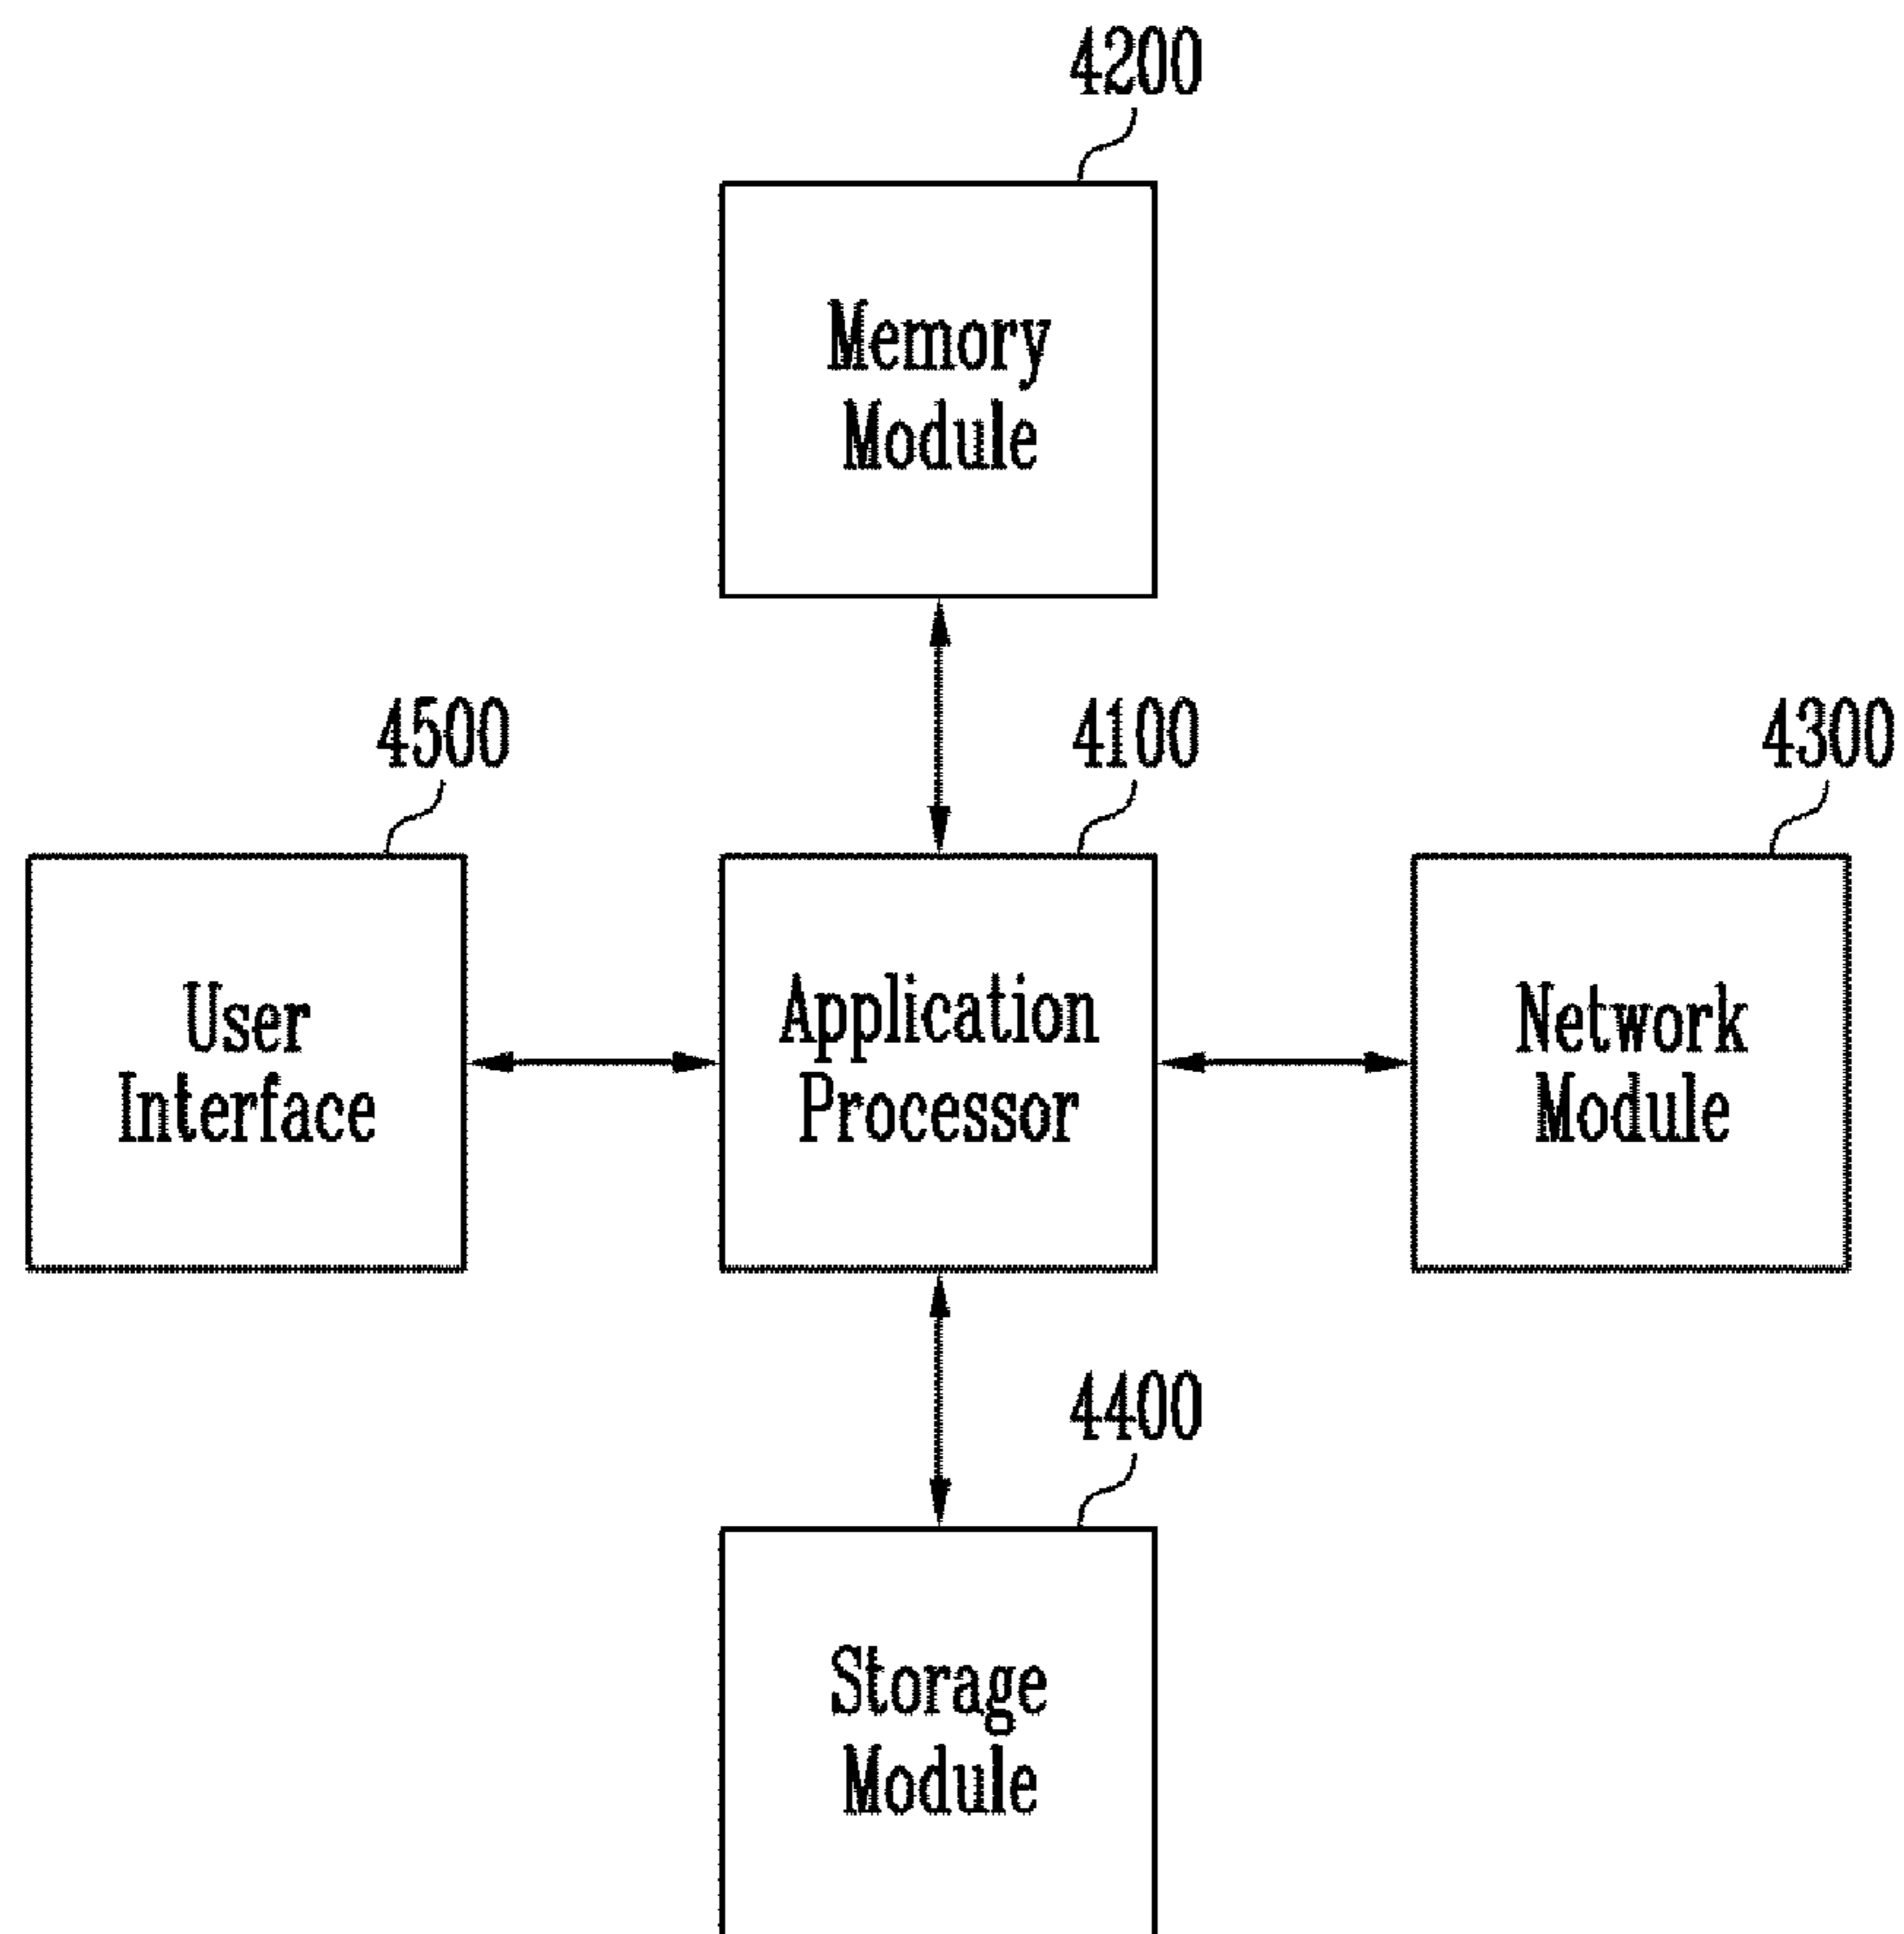 4200
Memory
Module
4500
4100
4300
User
Interface
Application
Processor
Network
Module
4400
Storage
Module